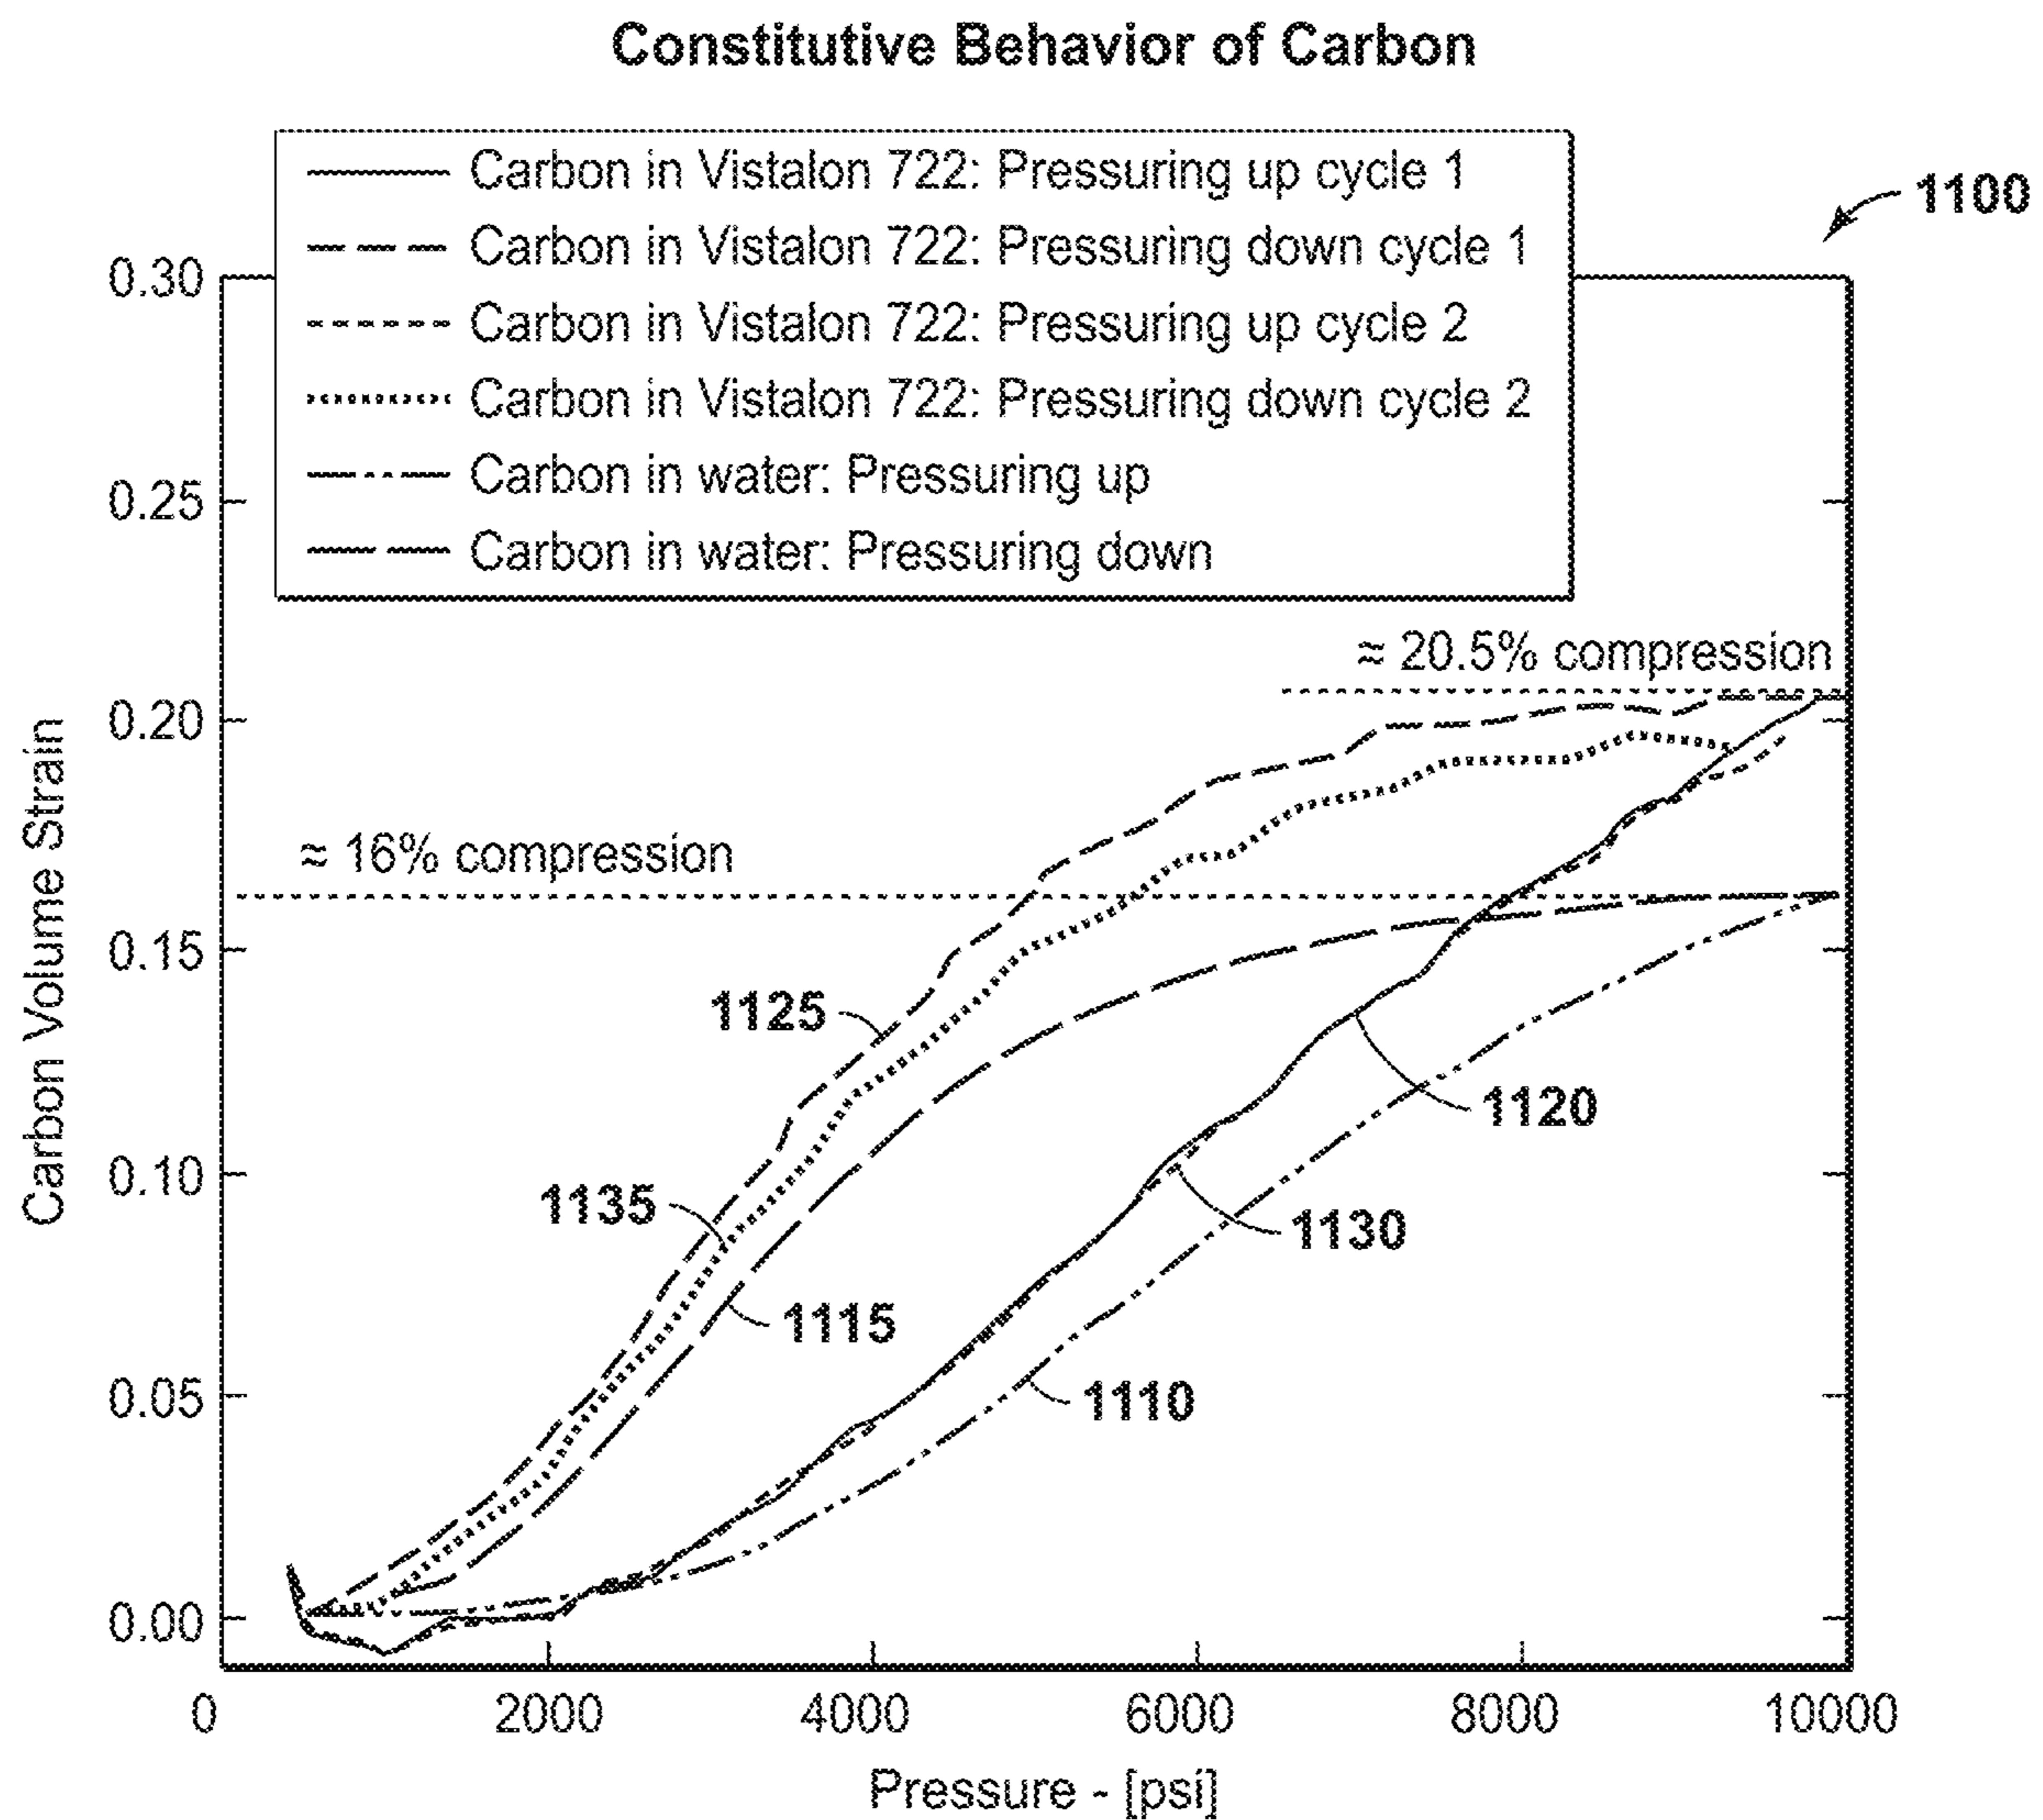 Constitutive Behavior of Carbon
Carbon in Vistalon 722: Pressuring up cycle 1
Carbon in Vistalon 722: Pressuring down cycle 1
Carbon in Vistalon 722: Pressuring up cycle 2
Carbon in Vistalon 722: Pressuring down cycle 2
Carbon in water: Pressuring up
Carbon in water: Pressuring down
1100
0.30
0.25
0.20
0.15
0.10
0.05
0.00
Carbon Volume Strain
≈ 20.5% compression
≈ 16% compression
1125
1120
1135
1130
1115
1110
0
2000
4000
6000
8000
10000
Pressure - [psi]